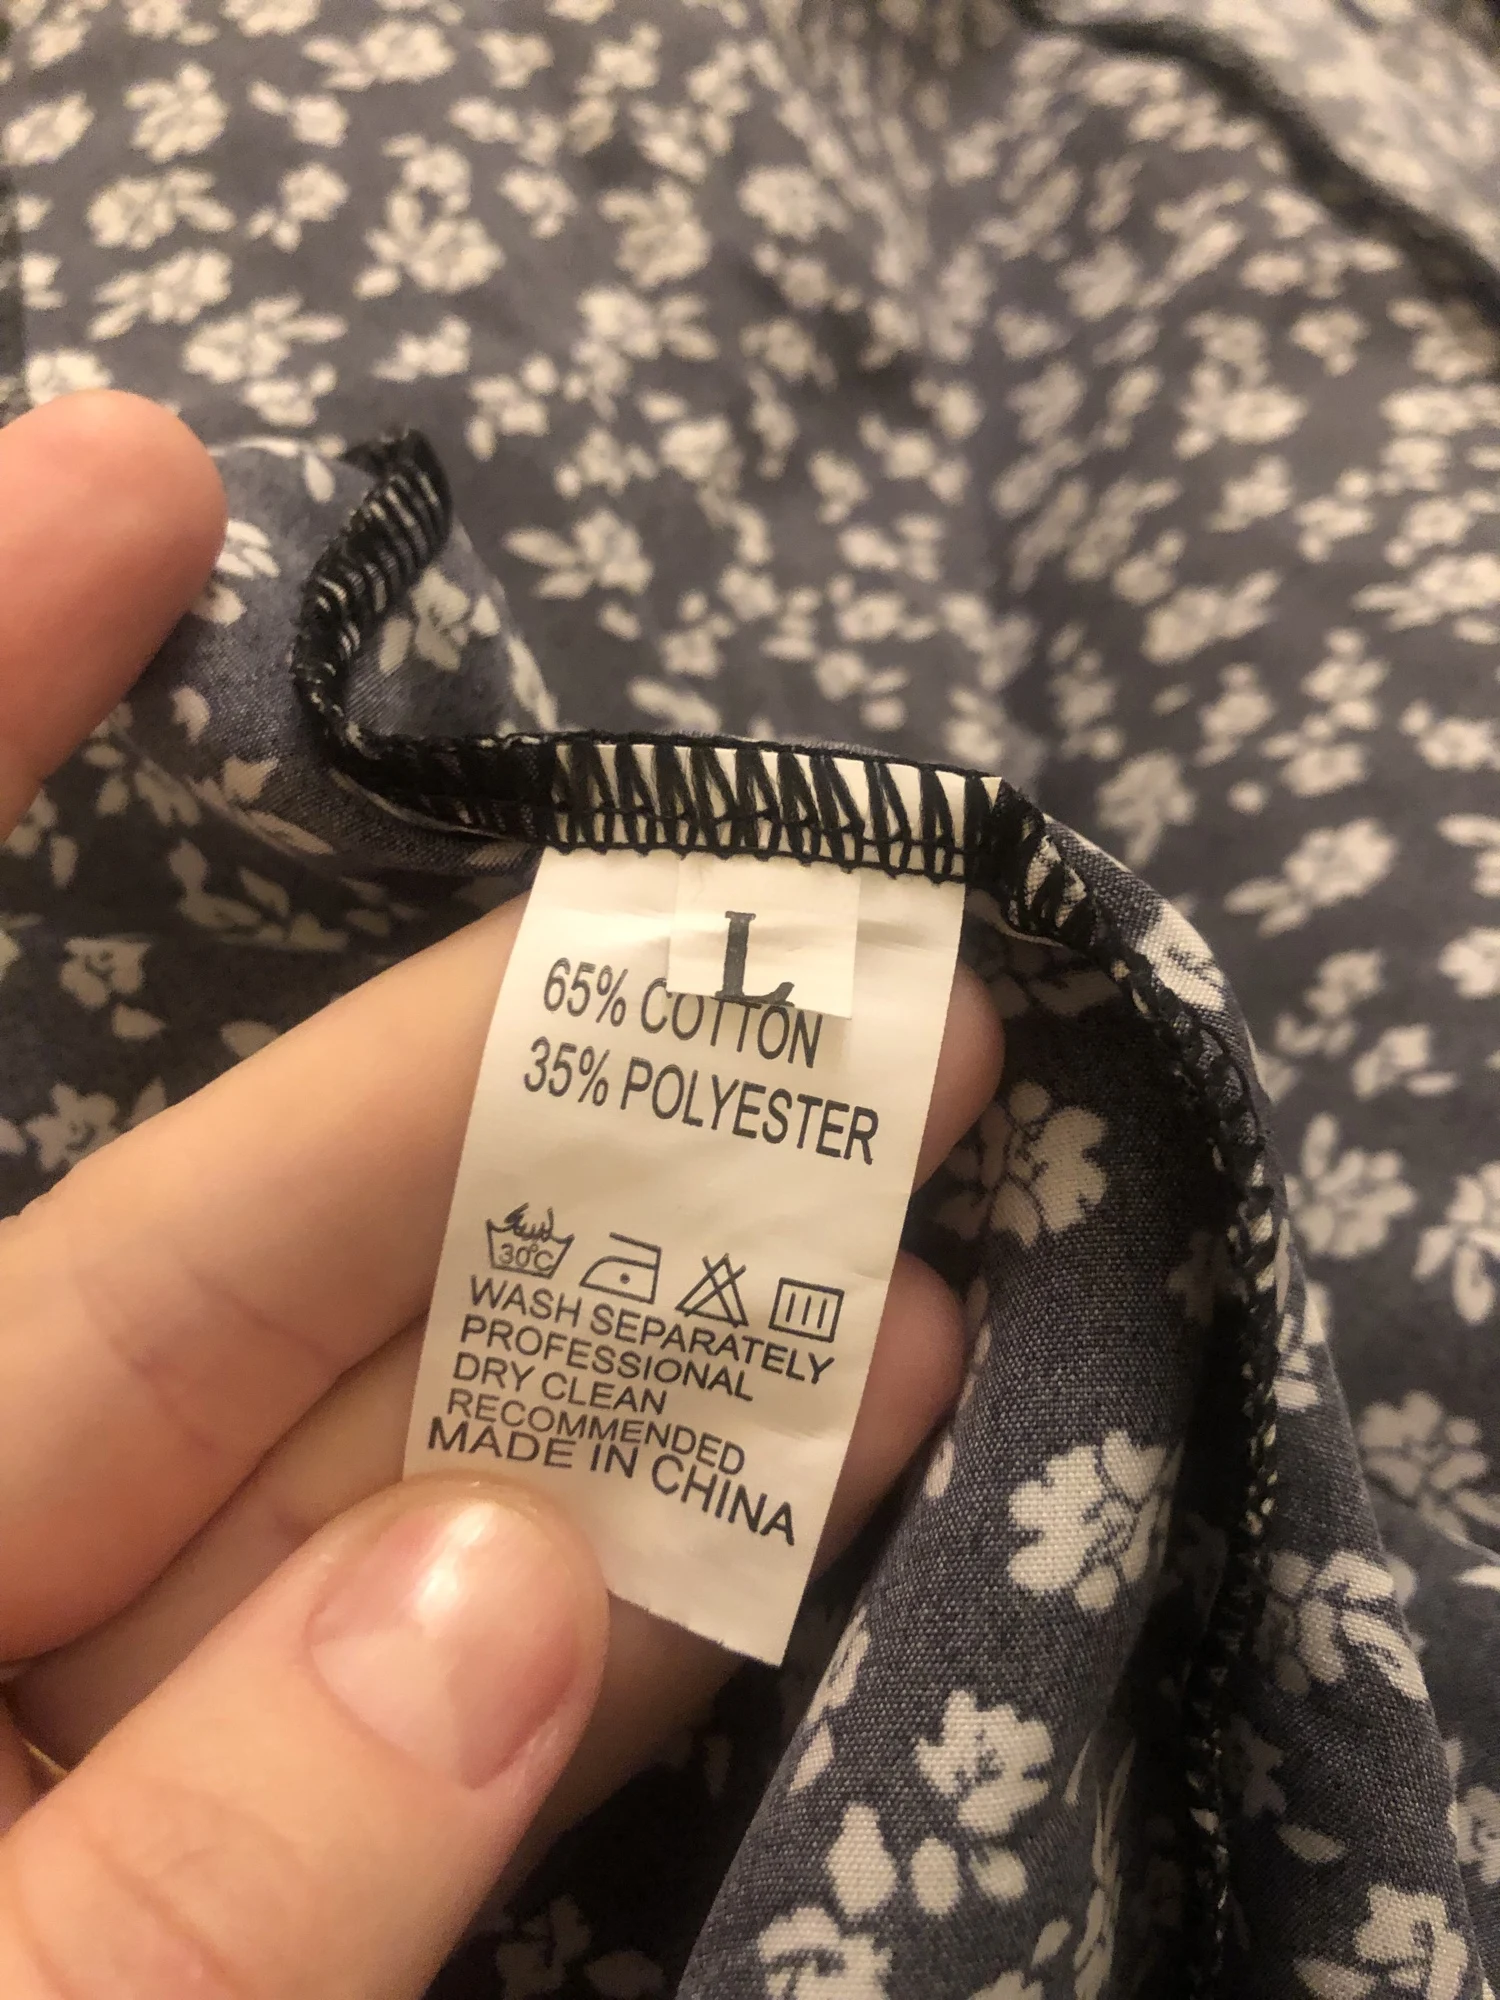 L
65% COTTON
35% POLYESTER
30°C
WASH SEPARATELY
PROFESSIONAL
DRY CLEAN
RECOMMENDED
MADE IN CHINA